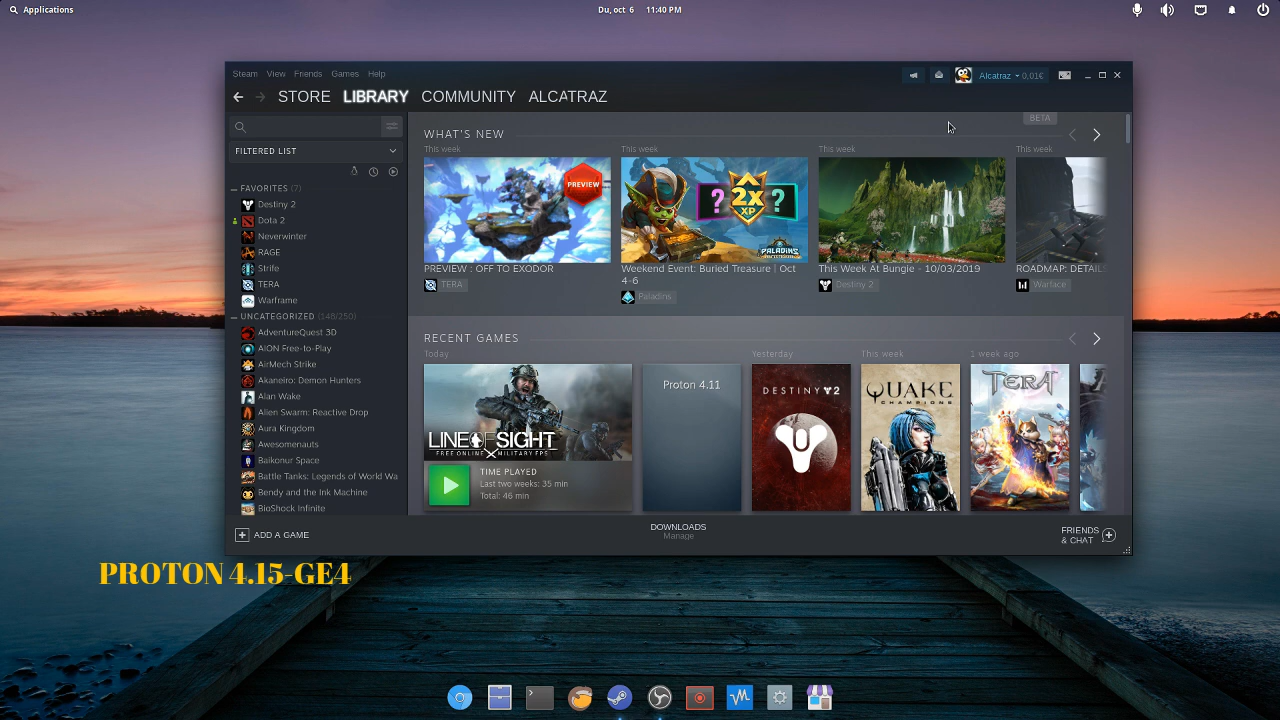 Applications
Du, oct 6 11:40 PM
Steam View Friends Games Help
Alcatraz 0,01€
STORE LIBRARY COMMUNITY ALCATRAZ
BETA
FILTERED LIST
FAVORITES (7)
Destiny 2
Dota 2
Neverwinter
RAGE
Strife
TERA
Warframe
UNCATEGORIZED (148/250)
AdventureQuest 3D
AION Free-to-Play
AirMech Strike
Akaneiro: Demon Hunters
Alan Wake
Alien Swarm: Reactive Drop
Aura Kingdom
Awesomenauts
Baikonur Space
Battle Tanks: Legends of World Wa
Bendy and the Ink Machine
BioShock Infinite
WHAT'S NEW
This week
PREVIEW
PREVIEW : OFF TO EXODOR
TERA
This week
? 2X XP ?
PALADINS
Weekend Event: Buried Treasure | Oct
4-6
Paladins
This week
This Week At Bungie - 10/03/2019
Destiny 2
This week
ROADMAP: DETAILS
Warface
RECENT GAMES
Today
LINE OF SIGHT
FREE ONLINE MILITARY FPS
TIME PLAYED
Last two weeks: 35 min
Total: 46 min
Proton 4.11
Yesterday
DESTINY 2
This week
QUAKE
CHAMPIONS
1 week ago
TERA
ADD A GAME
DOWNLOADS
Manage
FRIENDS
& CHAT
PROTON 4.15-GE4